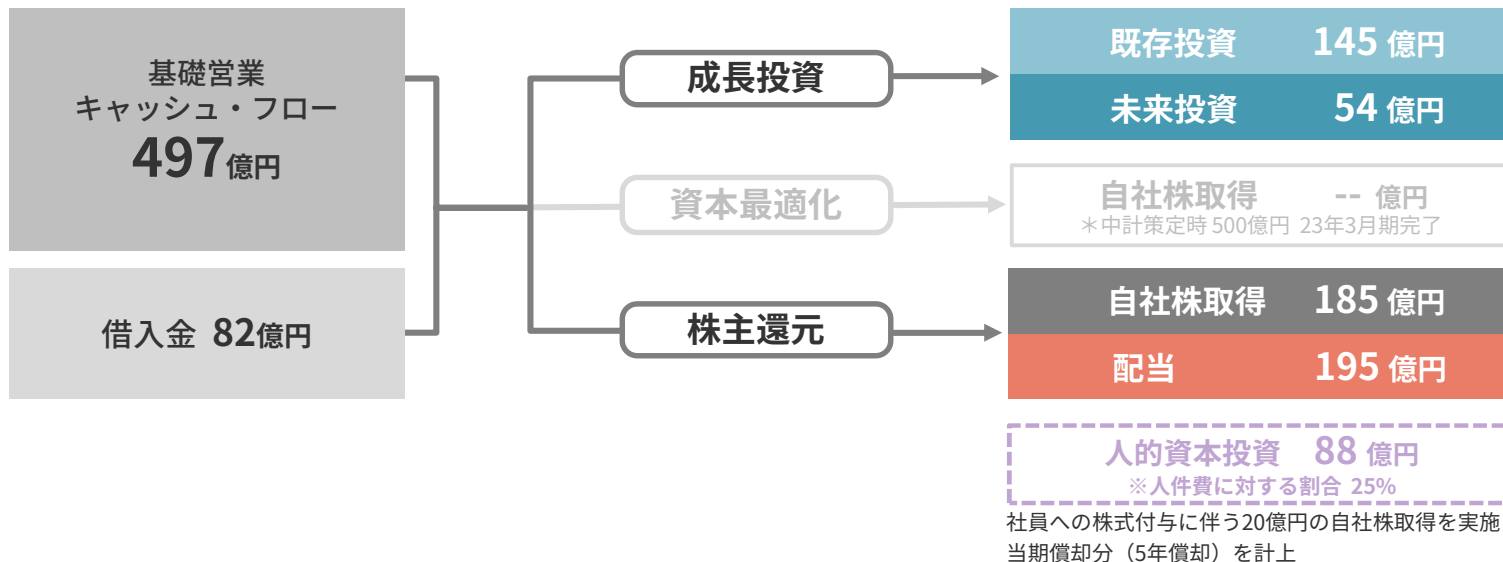 基礎営業
キャッシュ・フロー
497億円
借入金 82億円
成長投資
資本最適化
株主還元
既存投資 145 億円
未来投資 54 億円
自社株取得 -- 億円
＊中計策定時 500億円 23年3月期完了
自社株取得 185 億円
配当 195 億円
人的資本投資 88 億円
※人件費に対する割合 25%
社員への株式付与に伴う20億円の自社株取得を実施
当期償却分（5年償却）を計上